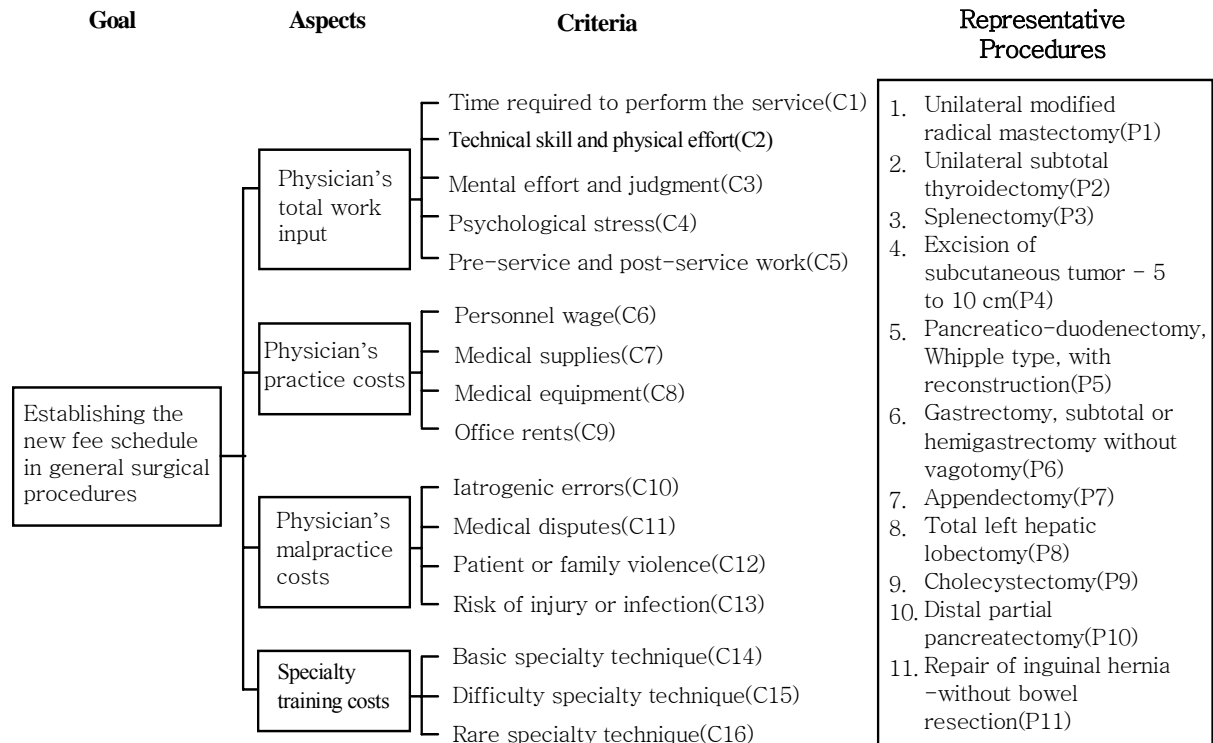 Goal
Aspects
Criteria
Representative
Procedures
Establishing the
new fee schedule
in general surgical
procedures
Physician's
total work
input
Time required to perform the service(C1)
Technical skill and physical effort(C2)
Mental effort and judgment(C3)
Psychological stress(C4)
Pre-service and post-service work(C5)
Physician's
practice costs
Personnel wage(C6)
Medical supplies(C7)
Medical equipment(C8)
Office rents(C9)
Physician's
malpractice
costs
Iatrogenic errors(C10)
Medical disputes(C11)
Patient or family violence(C12)
Risk of injury or infection(C13)
Specialty
training costs
Basic specialty technique(C14)
Difficulty specialty technique(C15)
Rare specialty technique(C16)
1. Unilateral modified
radical mastectomy(P1)
2. Unilateral subtotal
thyroidectomy(P2)
3. Splenectomy(P3)
4. Excision of
subcutaneous tumor - 5
to 10 cm(P4)
5. Pancreatico-duodenectomy,
Whipple type, with
reconstruction(P5)
6. Gastrectomy, subtotal or
hemigastrectomy without
vagotomy(P6)
7. Appendectomy(P7)
8. Total left hepatic
lobectomy(P8)
9. Cholecystectomy(P9)
10. Distal partial
pancreatectomy(P10)
11. Repair of inguinal hernia
-without bowel
resection(P11)